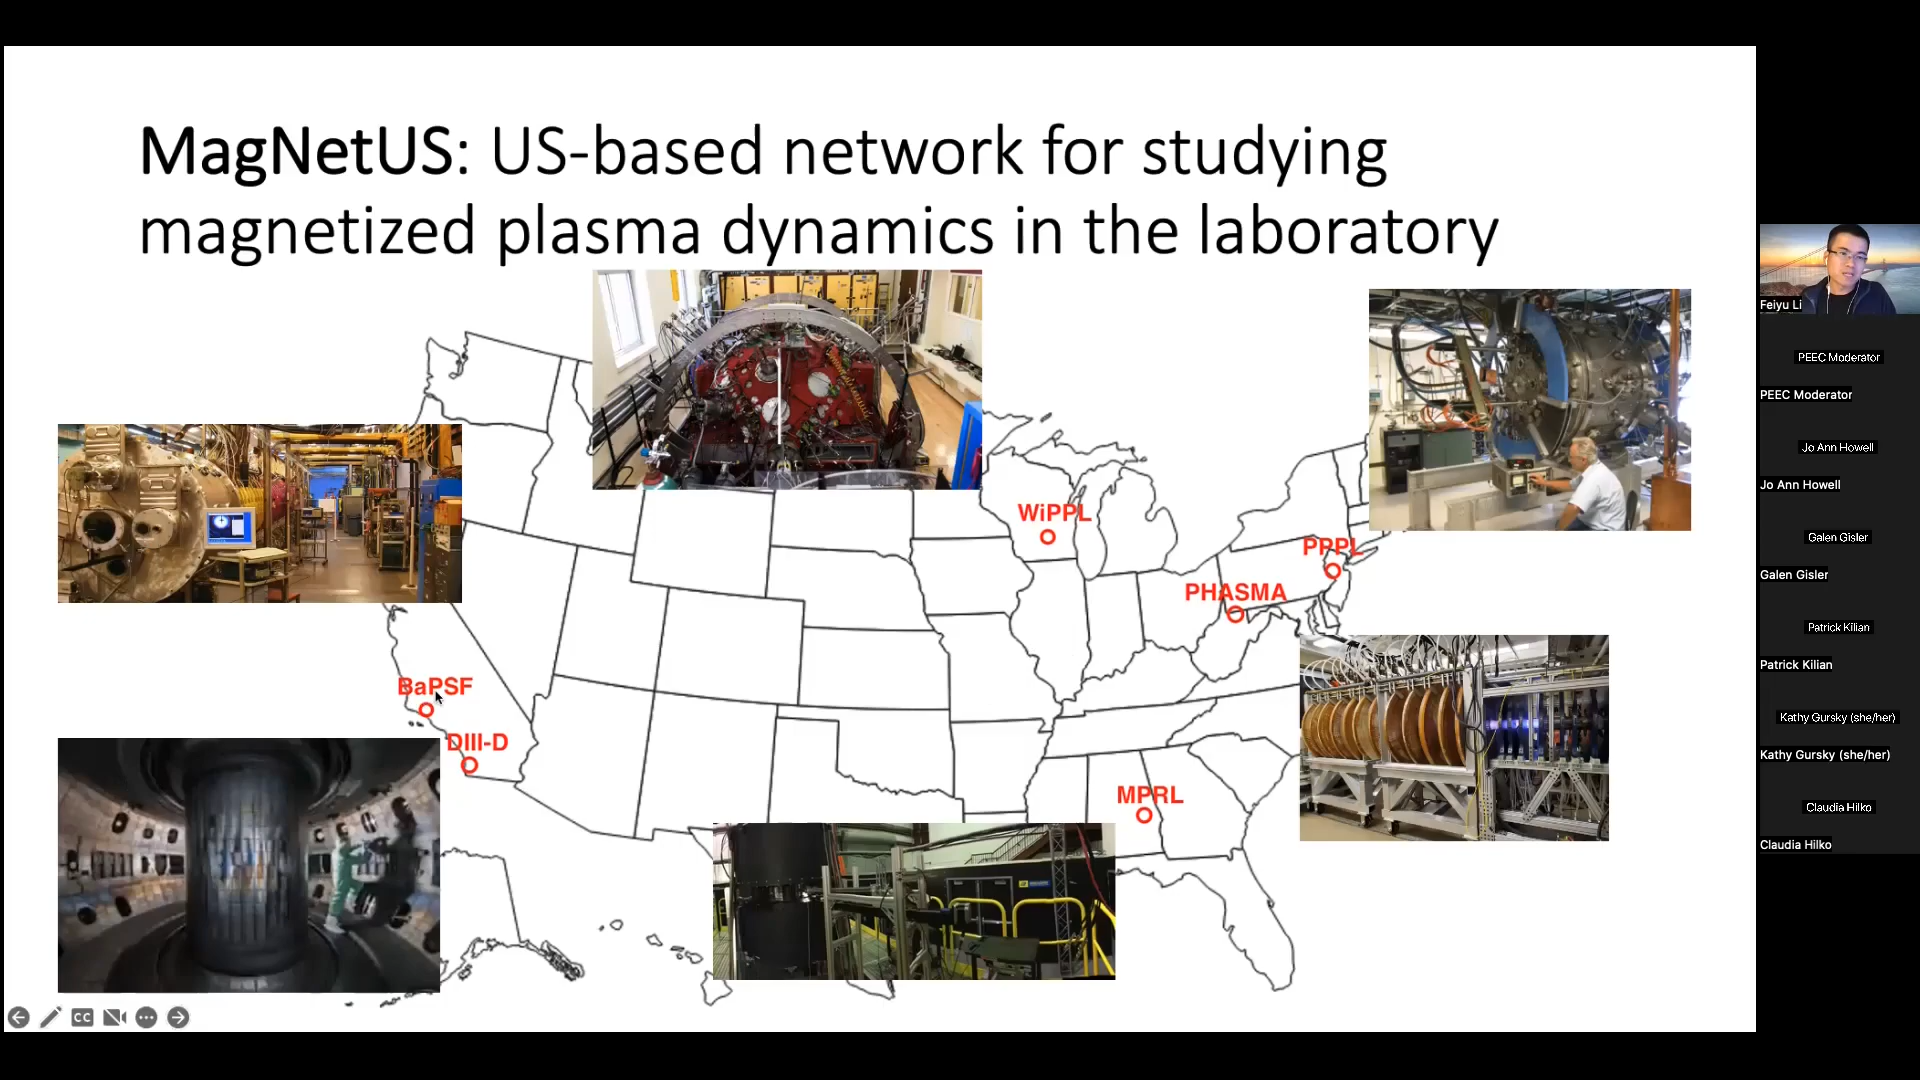 MagNetUS: US-based network for studying
magnetized plasma dynamics in the laboratory
WiPPL
PPPL
PHASMA
BaPSF
DIII-D
MPRL
CC
Feiyu Li
PEEC Moderator
PEEC Moderator
Jo Ann Howell
Jo Ann Howell
Galen Gisler
Galen Gisler
Patrick Kilian
Patrick Kilian
Kathy Gursky (she/her)
Kathy Gursky (she/her)
Claudia Hilko
Claudia Hilko